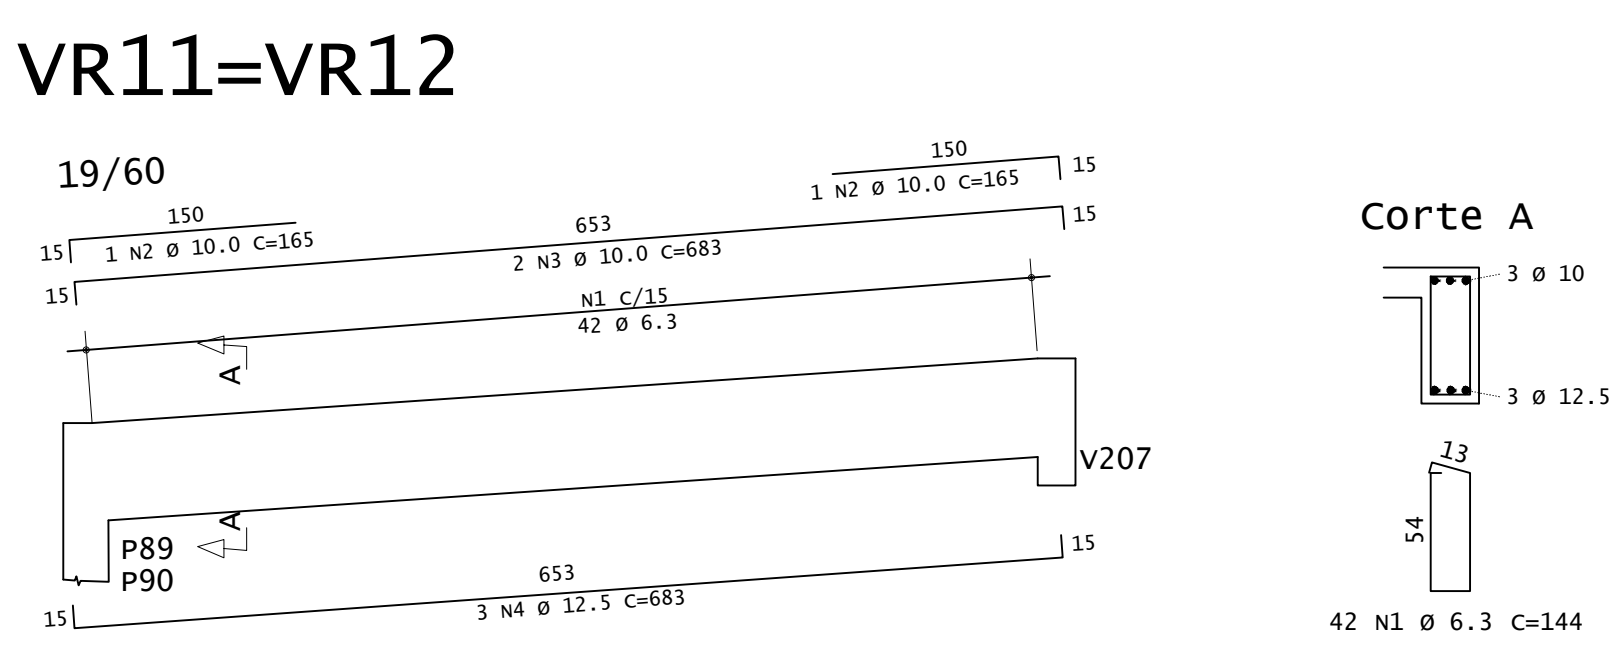 VR11=VR12
19/60
150
15
1 N2 Ø 10.0 C=165
150
15
1 N2 Ø 10.0 C=165
653
15
15
2 N3 Ø 10.0 C=683
N1 C/15
42 Ø 6.3
A
A
P89
P90
V207
653
15
15
3 N4 Ø 12.5 C=683
Corte A
3 Ø 10
3 Ø 12.5
13
54
42 N1 Ø 6.3 C=144